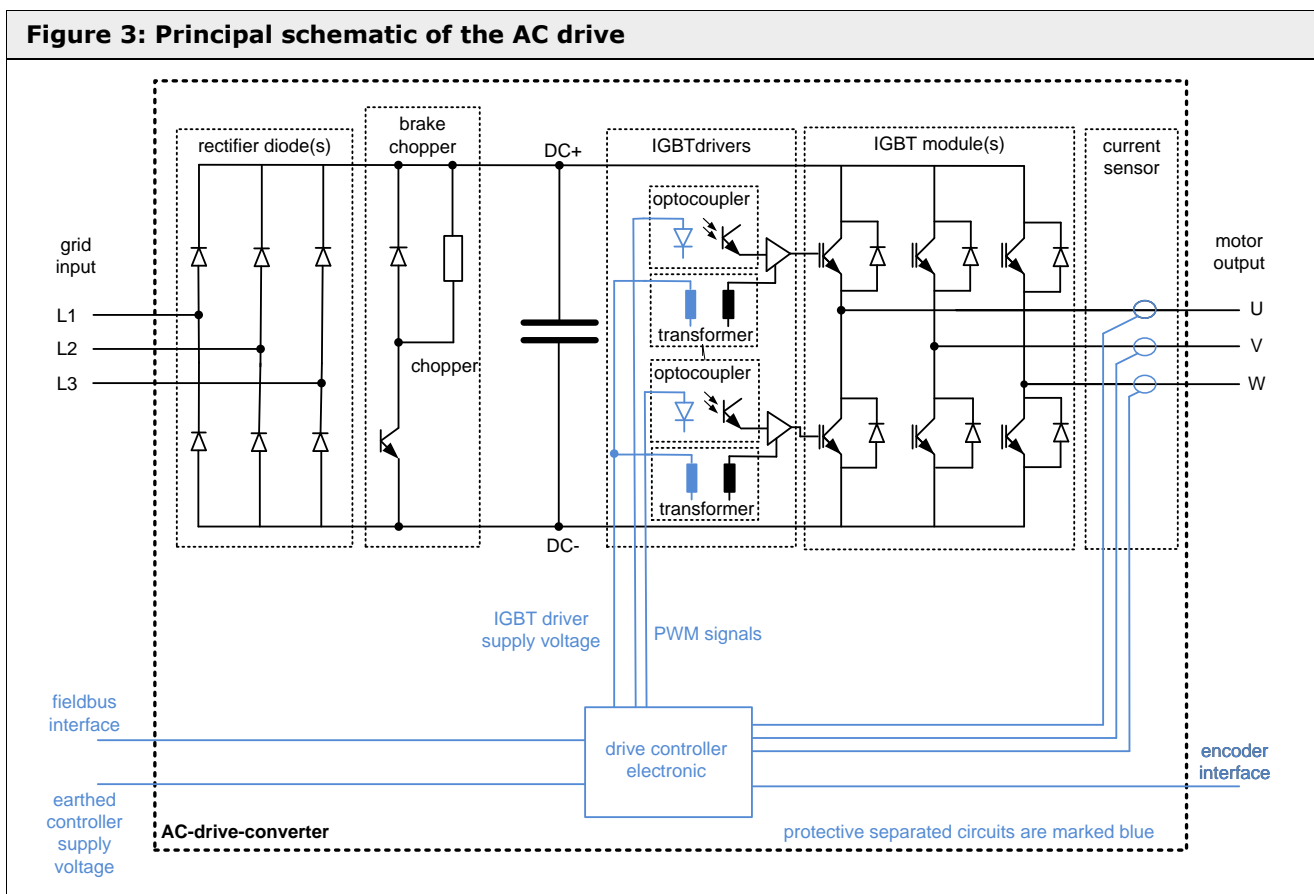 Figure 3: Principal schematic of the AC drive
rectifier diode(s)
brake
chopper
DC+
IGBTdrivers
IGBT module(s)
current
sensor
optocoupler
grid
input
motor
output
L1
L2
L3
U
V
W
transformer
chopper
optocoupler
transformer
DC-
IGBT driver
supply voltage
PWM signals
fieldbus
interface
drive controller
electronic
encoder
interface
earthed
controller
supply
voltage
AC-drive-converter
protective separated circuits are marked blue